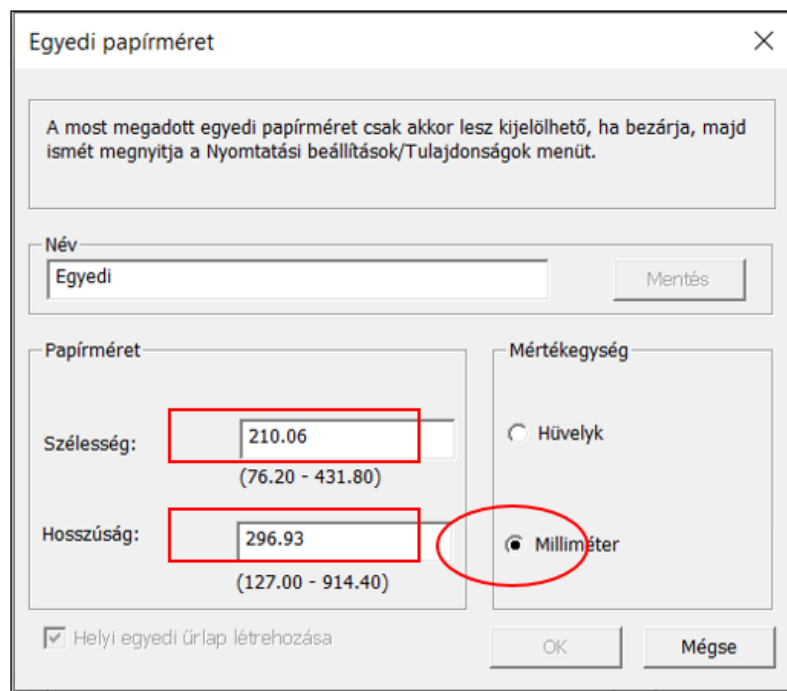 Egyedi papírméret
A most megadott egyedi papírméret csak akkor lesz kijelölhető, ha bezárja, majd
ismét megnyitja a Nyomtatási beállítások/Tulajdonságok menüt.
Név
Egyedi
Mentés
Papírméret
Szélesség:
210.06
(76.20 - 431.80)
Hosszúság:
296.93
(127.00 - 914.40)
Mértékegység
Hüvelyk
Milliméter
Helyi egyedi űrlap létrehozása
OK
Mégse